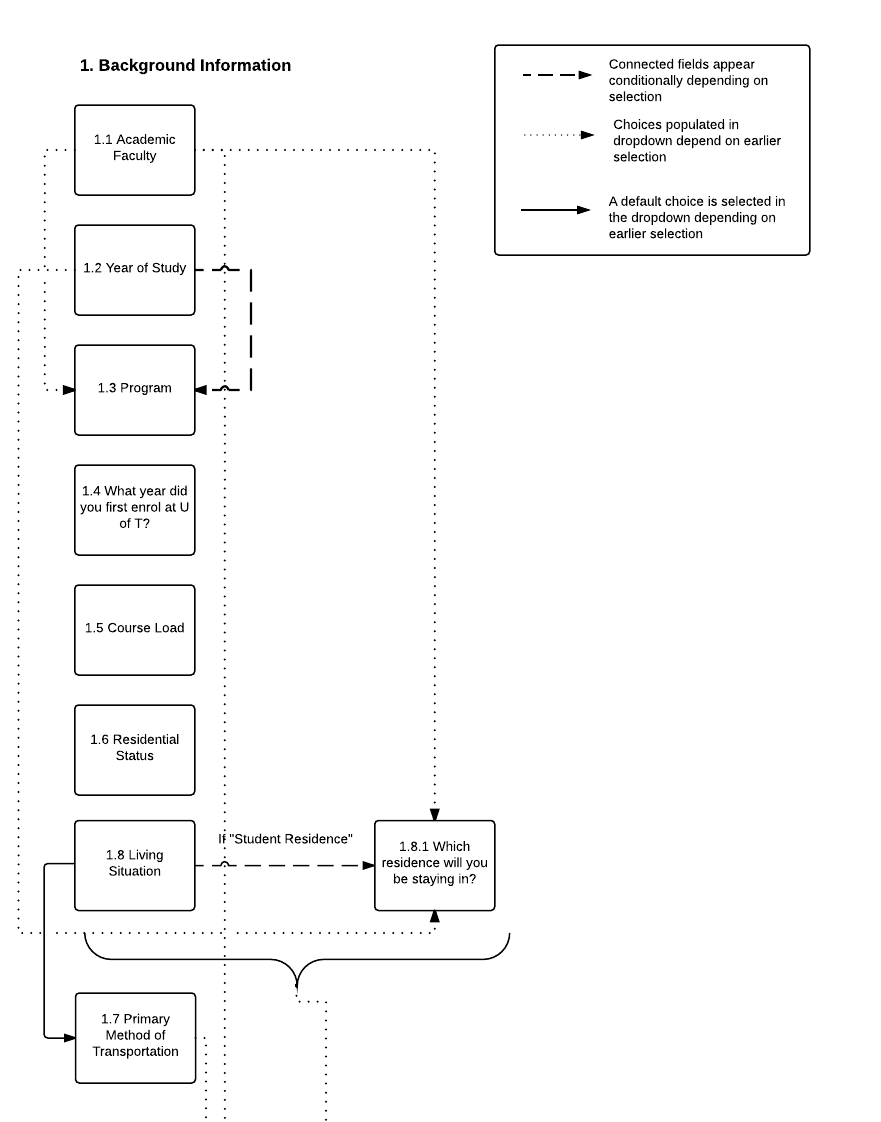 1. Background Information
Connected fields appear
conditionally depending on
selection
Choices populated in
dropdown depend on earlier
selection
A default choice is selected in
the dropdown depending on
earlier selection
1.1 Academic
Faculty
1.2 Year of Study
1.3 Program
1.4 What year did
you first enrol at U
of T?
1.5 Course Load
1.6 Residential
Status
1.8 Living
Situation
If "Student Residence"
1.8.1 Which
residence will you
be staying in?
1.7 Primary
Method of
Transportation